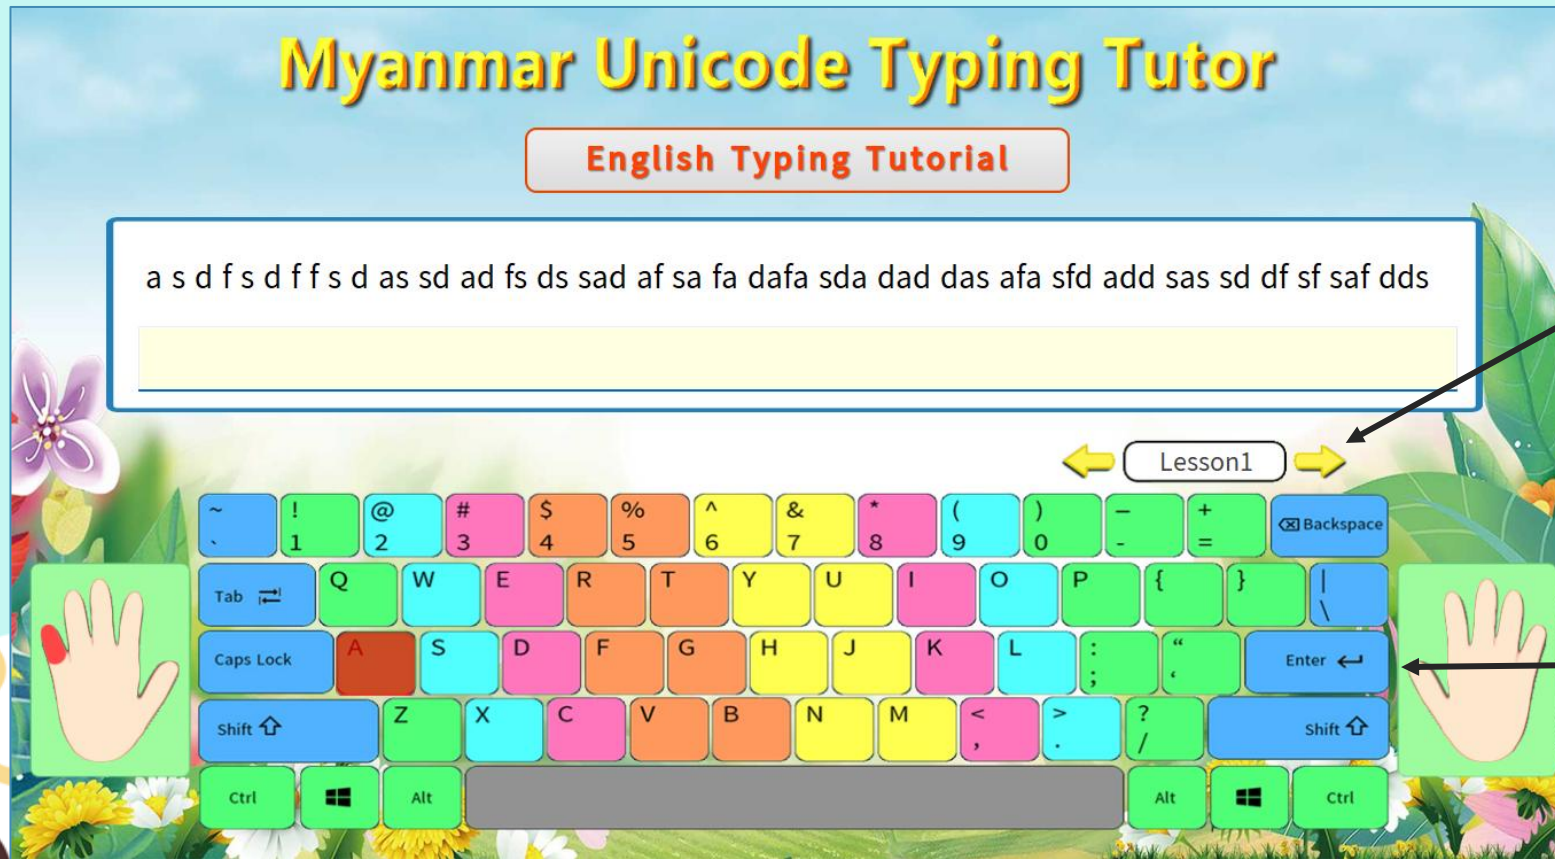 Myanmar Unicode Typing Tutor
English Typing Tutorial
a s d f s d f f s d as sd ad fs ds sad af sa fa dafa sda dad das afa sfd add sas sd df sf saf dds
Lesson1
~ ! @ # $ % ^ & * ( ) – +
` 1 2 3 4 5 6 7 8 9 0 - = Backspace
Tab Q W E R T Y U I O P { } | \
Caps Lock A S D F G H J K L : ; “ ‘ Enter
Shift Z X C V B N M < , > . ? / Shift
Ctrl Alt Alt Ctrl